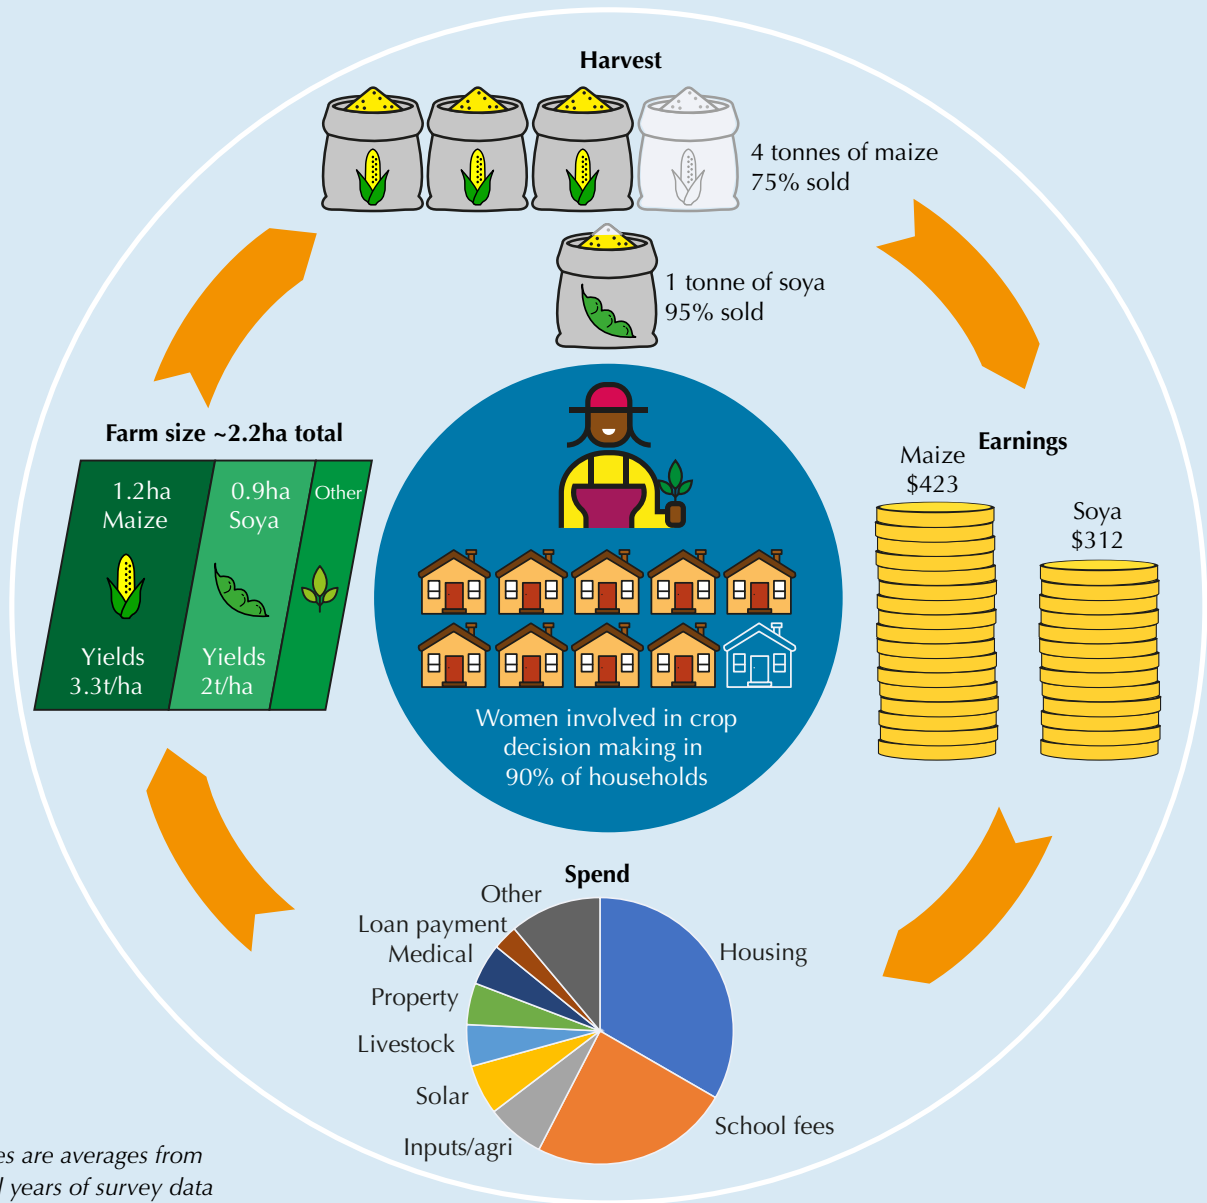 Harvest
4 tonnes of maize
75% sold
1 tonne of soya
95% sold
Farm size ~2.2ha total
1.2ha
Maize
0.9ha
Soya
Other
Yields
3.3t/ha
Yields
2t/ha
Earnings
Maize
$423
Soya
$312
Women involved in crop
decision making in
90% of households
Spend
Other
Loan payment
Medical
Property
Livestock
Solar
Inputs/agri
Housing
School fees
es are averages from
years of survey data